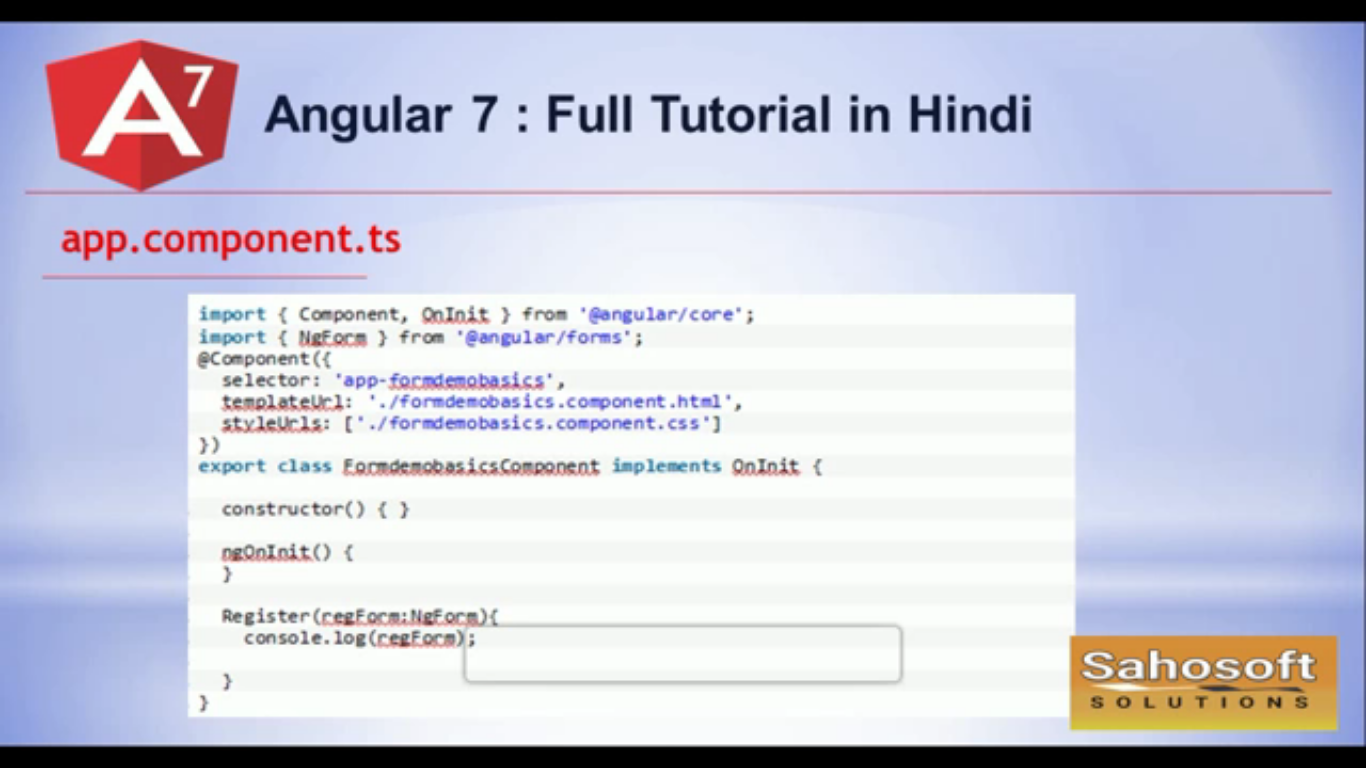 A7
Angular 7 : Full Tutorial in Hindi
app.component.ts
import { Component, OnInit } from '@angular/core';
import { NgForm } from '@angular/forms';
@Component({
  selector: 'app-formdemobasics',
  templateUrl: './formdemobasics.component.html',
  styleUrls: ['./formdemobasics.component.css']
})
export class FormdemobasicsComponent implements OnInit {
  constructor() { }
  ngOnInit() {
  }
  Register(regForm:NgForm){
    console.log(regForm);
  }
}
Sahosoft
SOLUTIONS